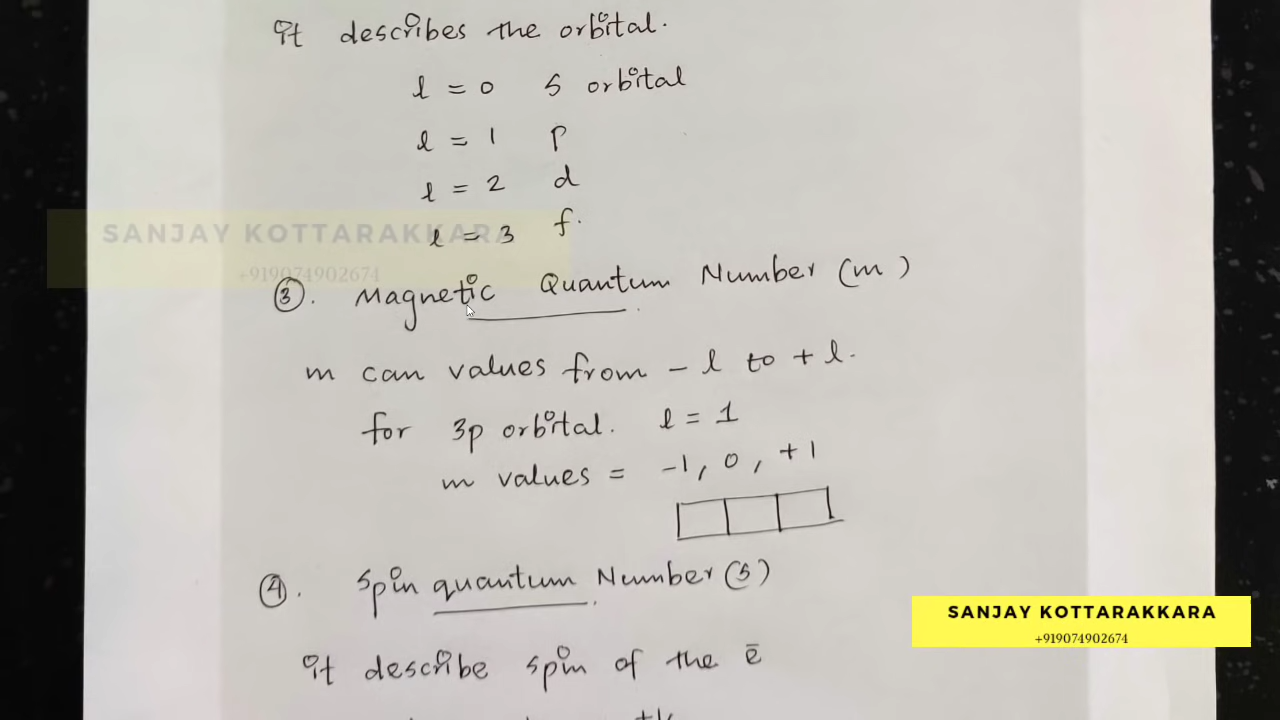 it describes the orbital.
l = 0 s orbital
l = 1 p
l = 2 d
l = 3 f.
SANJAY KOTTARAKKARA
+919074902674
③. Magnetic Quantum Number (m)
m can values from - l to + l.
for 3p orbital. l = 1
m values = -1, 0, +1
④. Spin quantum Number (s)
SANJAY KOTTARAKKARA
+919074902674
it describe spin of the ē